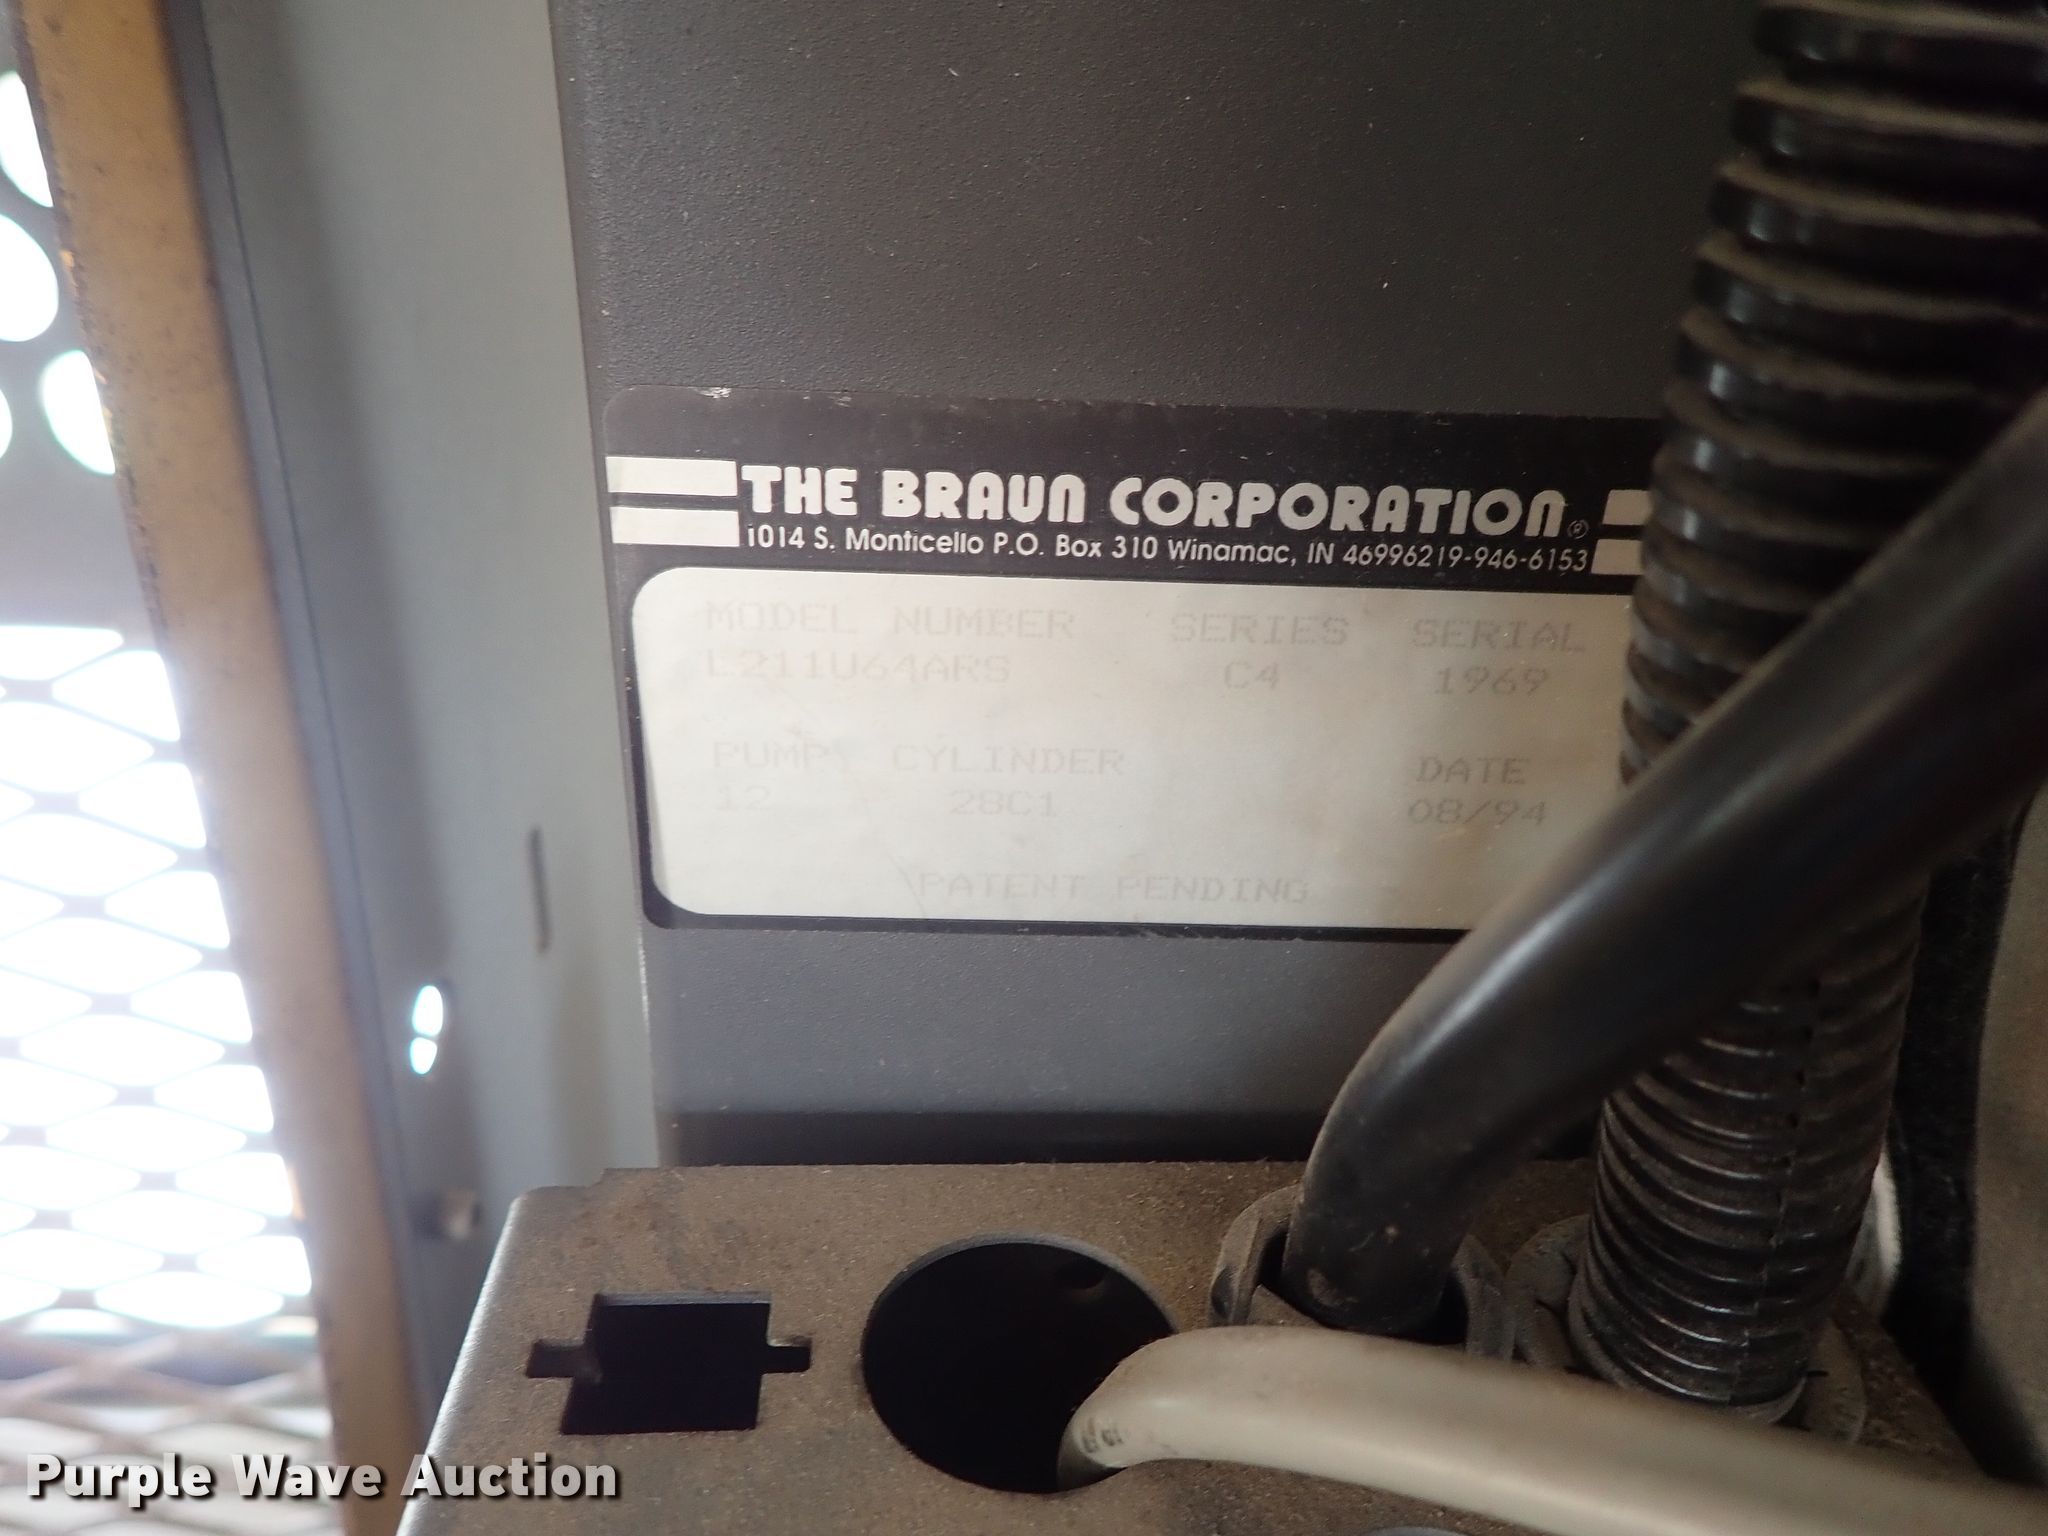 THE BRAUN CORPORATION®
1014 S. Monticello P.O. Box 310 Winamac, IN 46996219-946-6153
MODEL NUMBER SERIES SERIAL
L211U64ARS C4 1969
PUMP CYLINDER DATE
12 28C1 08/94
PATENT PENDING
Purple Wave Auction